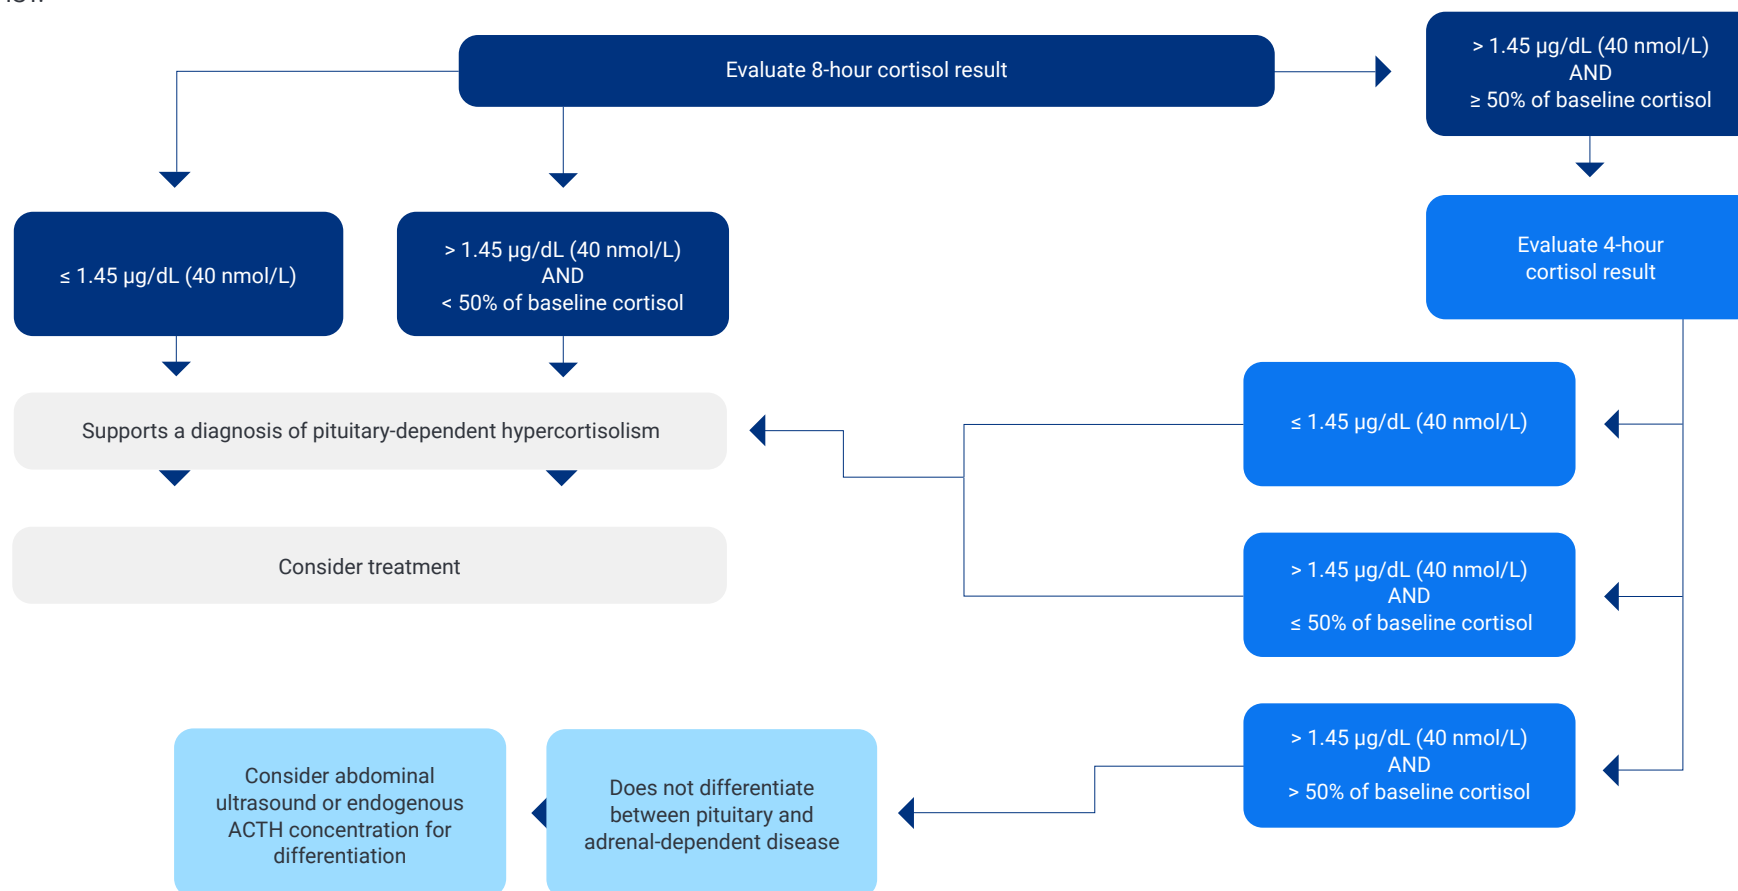 Evaluate 8-hour cortisol result
> 1.45 µg/dL (40 nmol/L)
AND
≥ 50% of baseline cortisol
≤ 1.45 µg/dL (40 nmol/L)
> 1.45 µg/dL (40 nmol/L)
AND
< 50% of baseline cortisol
Evaluate 4-hour
cortisol result
Supports a diagnosis of pituitary-dependent hypercortisolism
≤ 1.45 µg/dL (40 nmol/L)
Consider treatment
> 1.45 µg/dL (40 nmol/L)
AND
≤ 50% of baseline cortisol
> 1.45 µg/dL (40 nmol/L)
AND
> 50% of baseline cortisol
Does not differentiate
between pituitary and
adrenal-dependent disease
Consider abdominal
ultrasound or endogenous
ACTH concentration for
differentiation